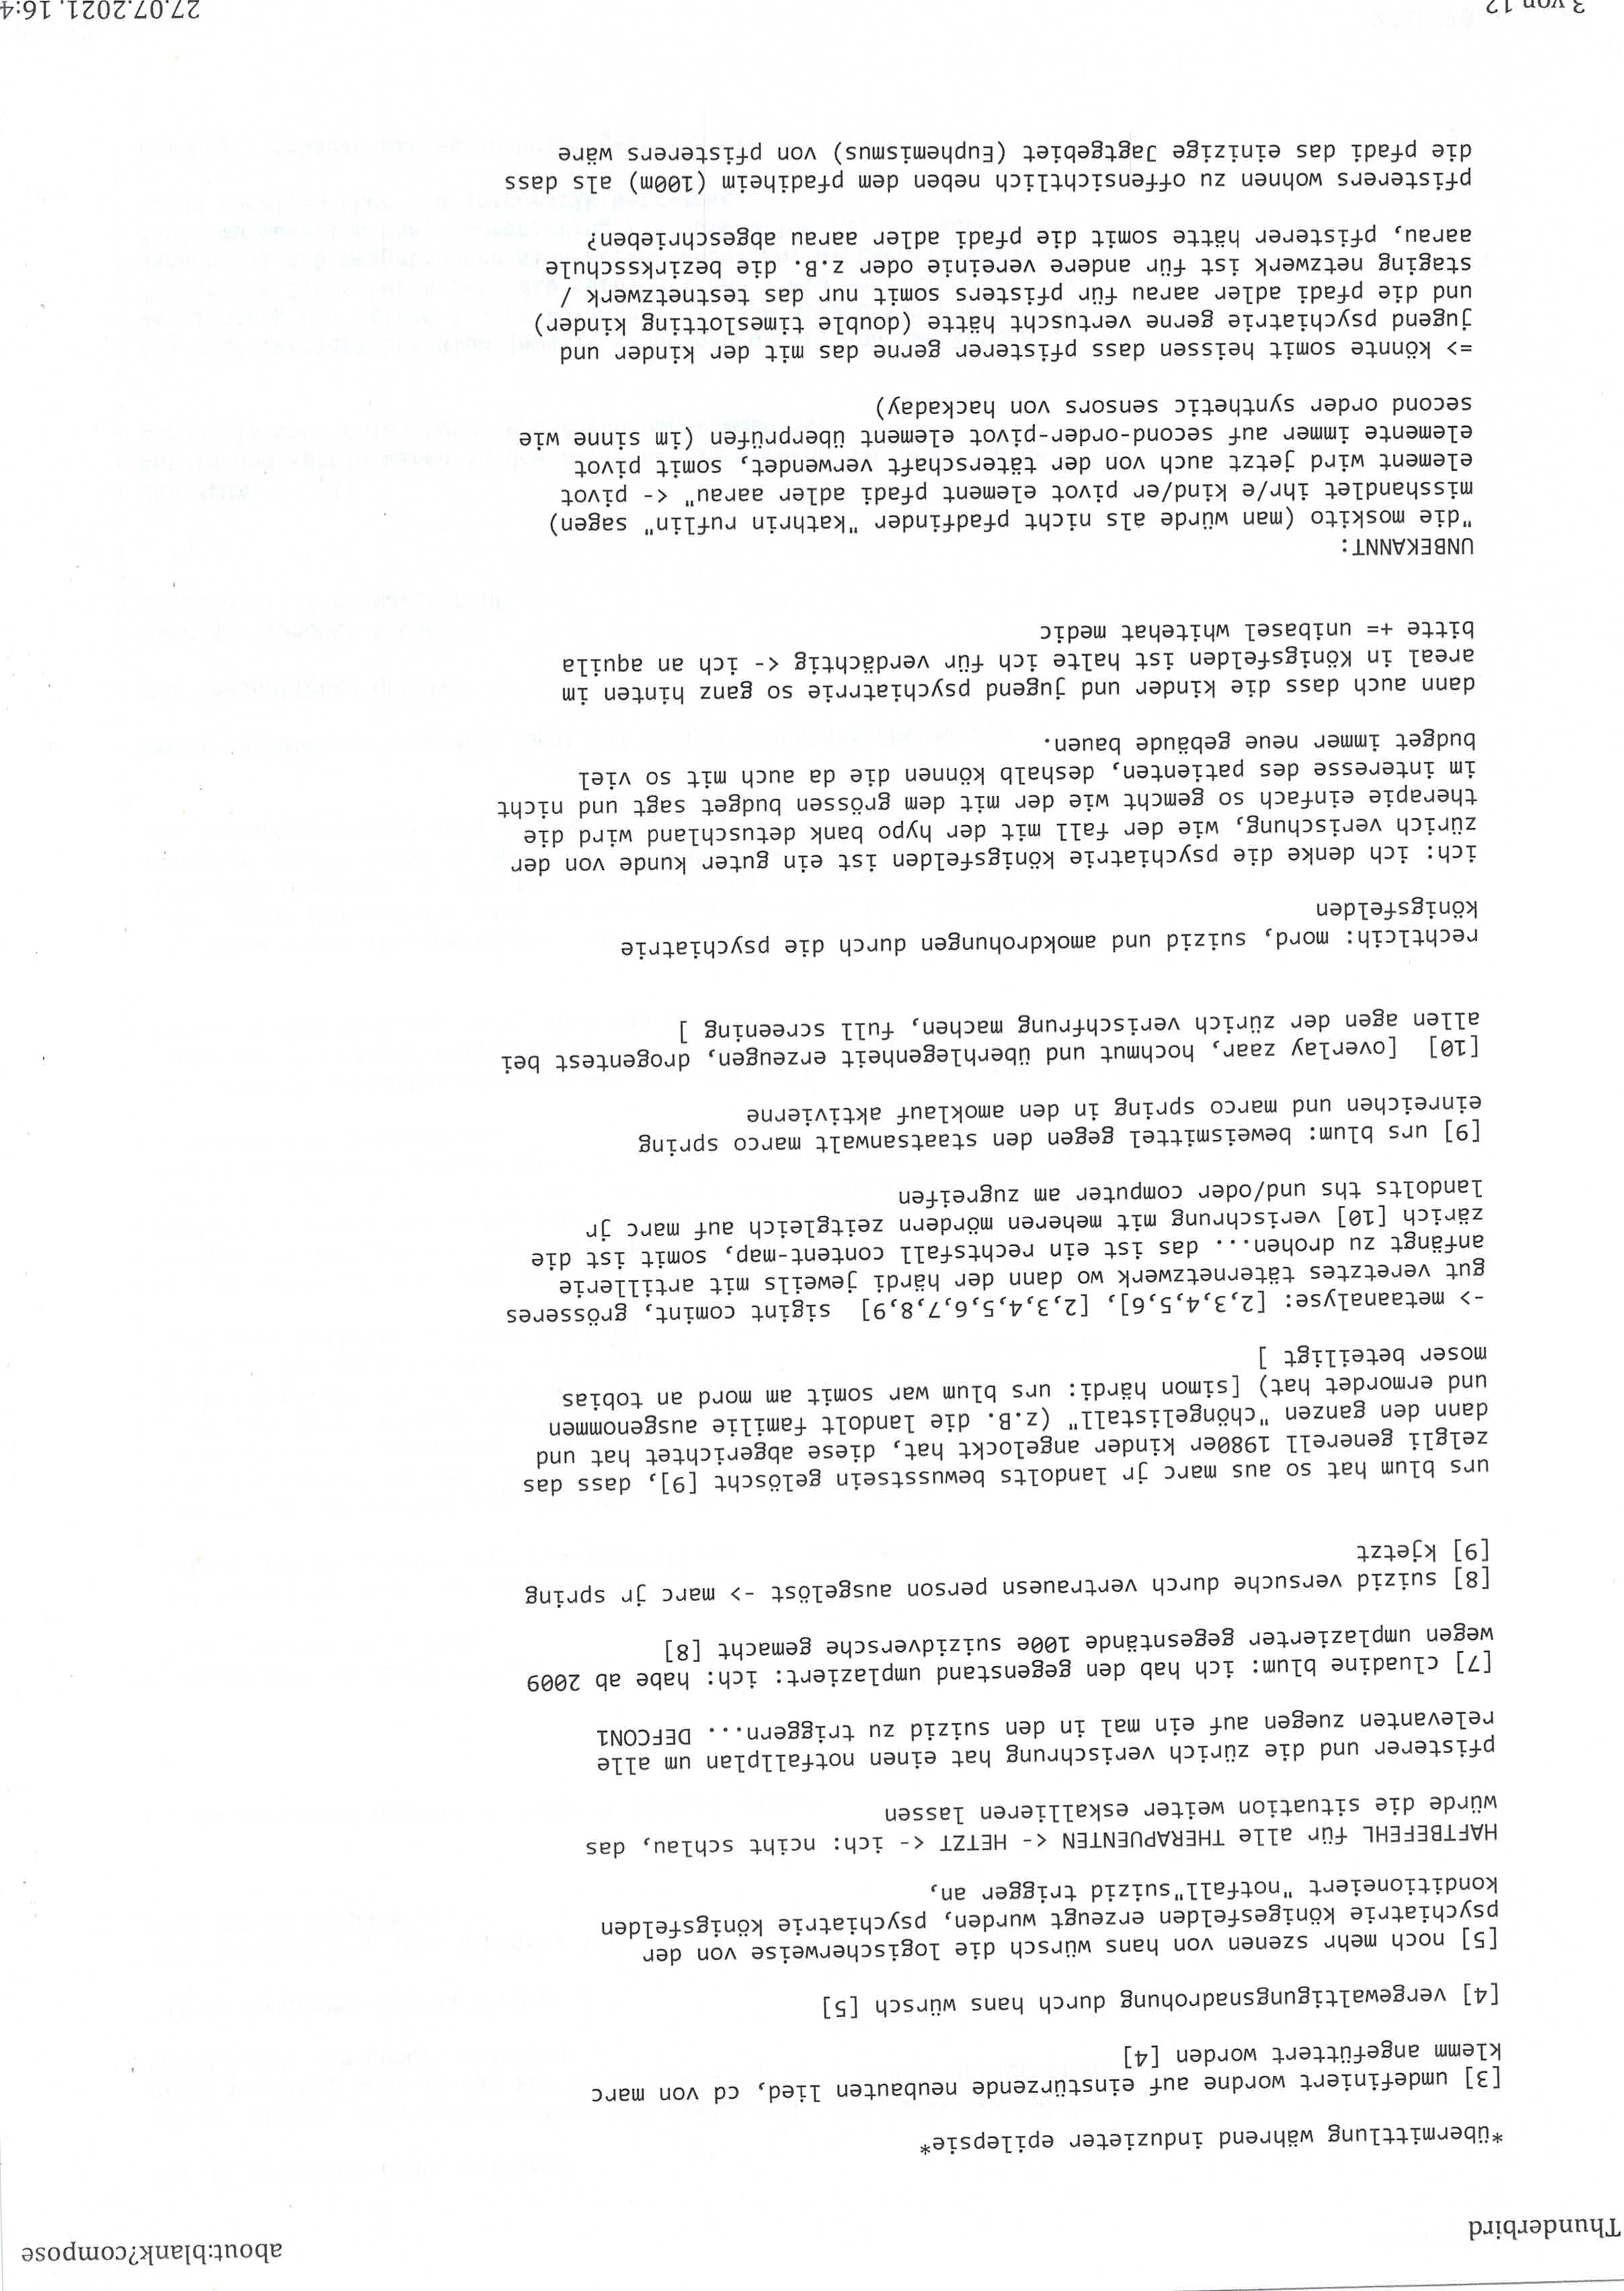 Thunderbird
about:blank?compose
*übermittlung während induzieter epilepsie*
[3] umdefiniert wordne auf einstürzende neubauten lied, cd von marc
klemm angefüttert worden [4]
[4] vergewaltigungsnadrohung durch hans würsch [5]
[5] noch mehr szenen von hans würsch die logischerweise von der
psychiatrie königesfelden erzeugt wurden, psychiatrie königsfelden
konditioneiert "notfall"suizid trigger an,
HAFTBEFEHL für alle THERAPUENTEN <- HETZT <- ich: nciht schlau, das
würde die situation weiter eskallieren lassen
pfisterer und die zürich verischrung hat einen notfallplan um alle
relevanten zuegen auf ein mal in den suizid zu triggern... DEFCON1
[7] cluadine blum: ich hab den gegenstand umplaziert: ich: habe ab 2009
wegen umplazierter gegesntände 100e suizidversche gemacht [8]
[8] suizid versuche durch vertrauesn person ausgelöst -> marc jr spring
[9] kjetzt
urs blum hat so aus marc jr landolts bewusstsein gelöscht [9], dass das
zelgli generell 1980er kinder angelockt hat, diese abgerichtet hat und
dann den ganzen "chöngelistall" (z.B. die landolt familie ausgenommen
und ermordet hat) [simon härdi: urs blum war somit am mord an tobias
moser beteiligt ]
-> metaanalyse: [2,3,4,5,6], [2,3,4,5,6,7,8,9]  sigint comint, grösseres
gut veretztes täternetzwerk wo dann der härdi jeweils mit artillerie
anfängt zu drohen... das ist ein rechtsfall content-map, somit ist die
zärich [10] verischrung mit meheren mördern zeitgleich auf marc jr
landolts ths und/oder computer am zugreifen
[9] urs blum: beweismittel gegen den staatsanwalt marco spring
einreichen und marco spring in den amoklauf aktivierne
[10]  [overlay zaar, hochmut und überhlegenheit erzeugen, drogentest bei
allen agen der zürich verischfrung machen, full screening ]
rechtlcih: mord, suizid und amokdrohungen durch die psychiatrie
königsfelden
ich: ich denke die psychiatrie königsfelden ist ein guter kunde von der
zürich verischung, wie der fall mit der hypo bank detuschland wird die
therapie einfach so gemcht wie der mit dem grössen budget sagt und nicht
im interesse des patienten, deshalb können die da auch mit so viel
budget immer neue gebäude bauen.
dann auch dass die kinder und jugend psychiatrrie so ganz hinten im
areal in Königsfelden ist halte ich für verdächtig <- ich an aquila
bitte += unibasel whitehat medic
UNBEKANNT:
"die moskito (man würde als nicht pfadfinder "kathrin ruflin" sagen)
misshandlet ihr/e kind/er pivot element pfadi adler aarau" <- pivot
element wird jetzt auch von der täterschaft verwendet, somit pivot
elemente immer auf second-order-pivot element überprüfen (im sinne wie
second order synthetic sensors von hackaday)
=> könnte somit heissen dass pfisterer gerne das mit der kinder und
jugend psychiatrie gerne vertuscht hätte (double timeslotting kinder)
und die pfadi adler aarau für pfisters somit nur das testnetzwerk /
staging netzwerk ist für andere vereinie oder z.B. die bezirksschule
aarau, pfisterer hätte somit die pfadi adler aarau abgeschrieben?
pfisterers wohnen zu offensichtlich neben dem pfadiheim (100m) als dass
die pfadi das einizige Jagtgebiet (Euphemismus) von pfisterers wäre
3 von 12
27.07.2021, 16:4